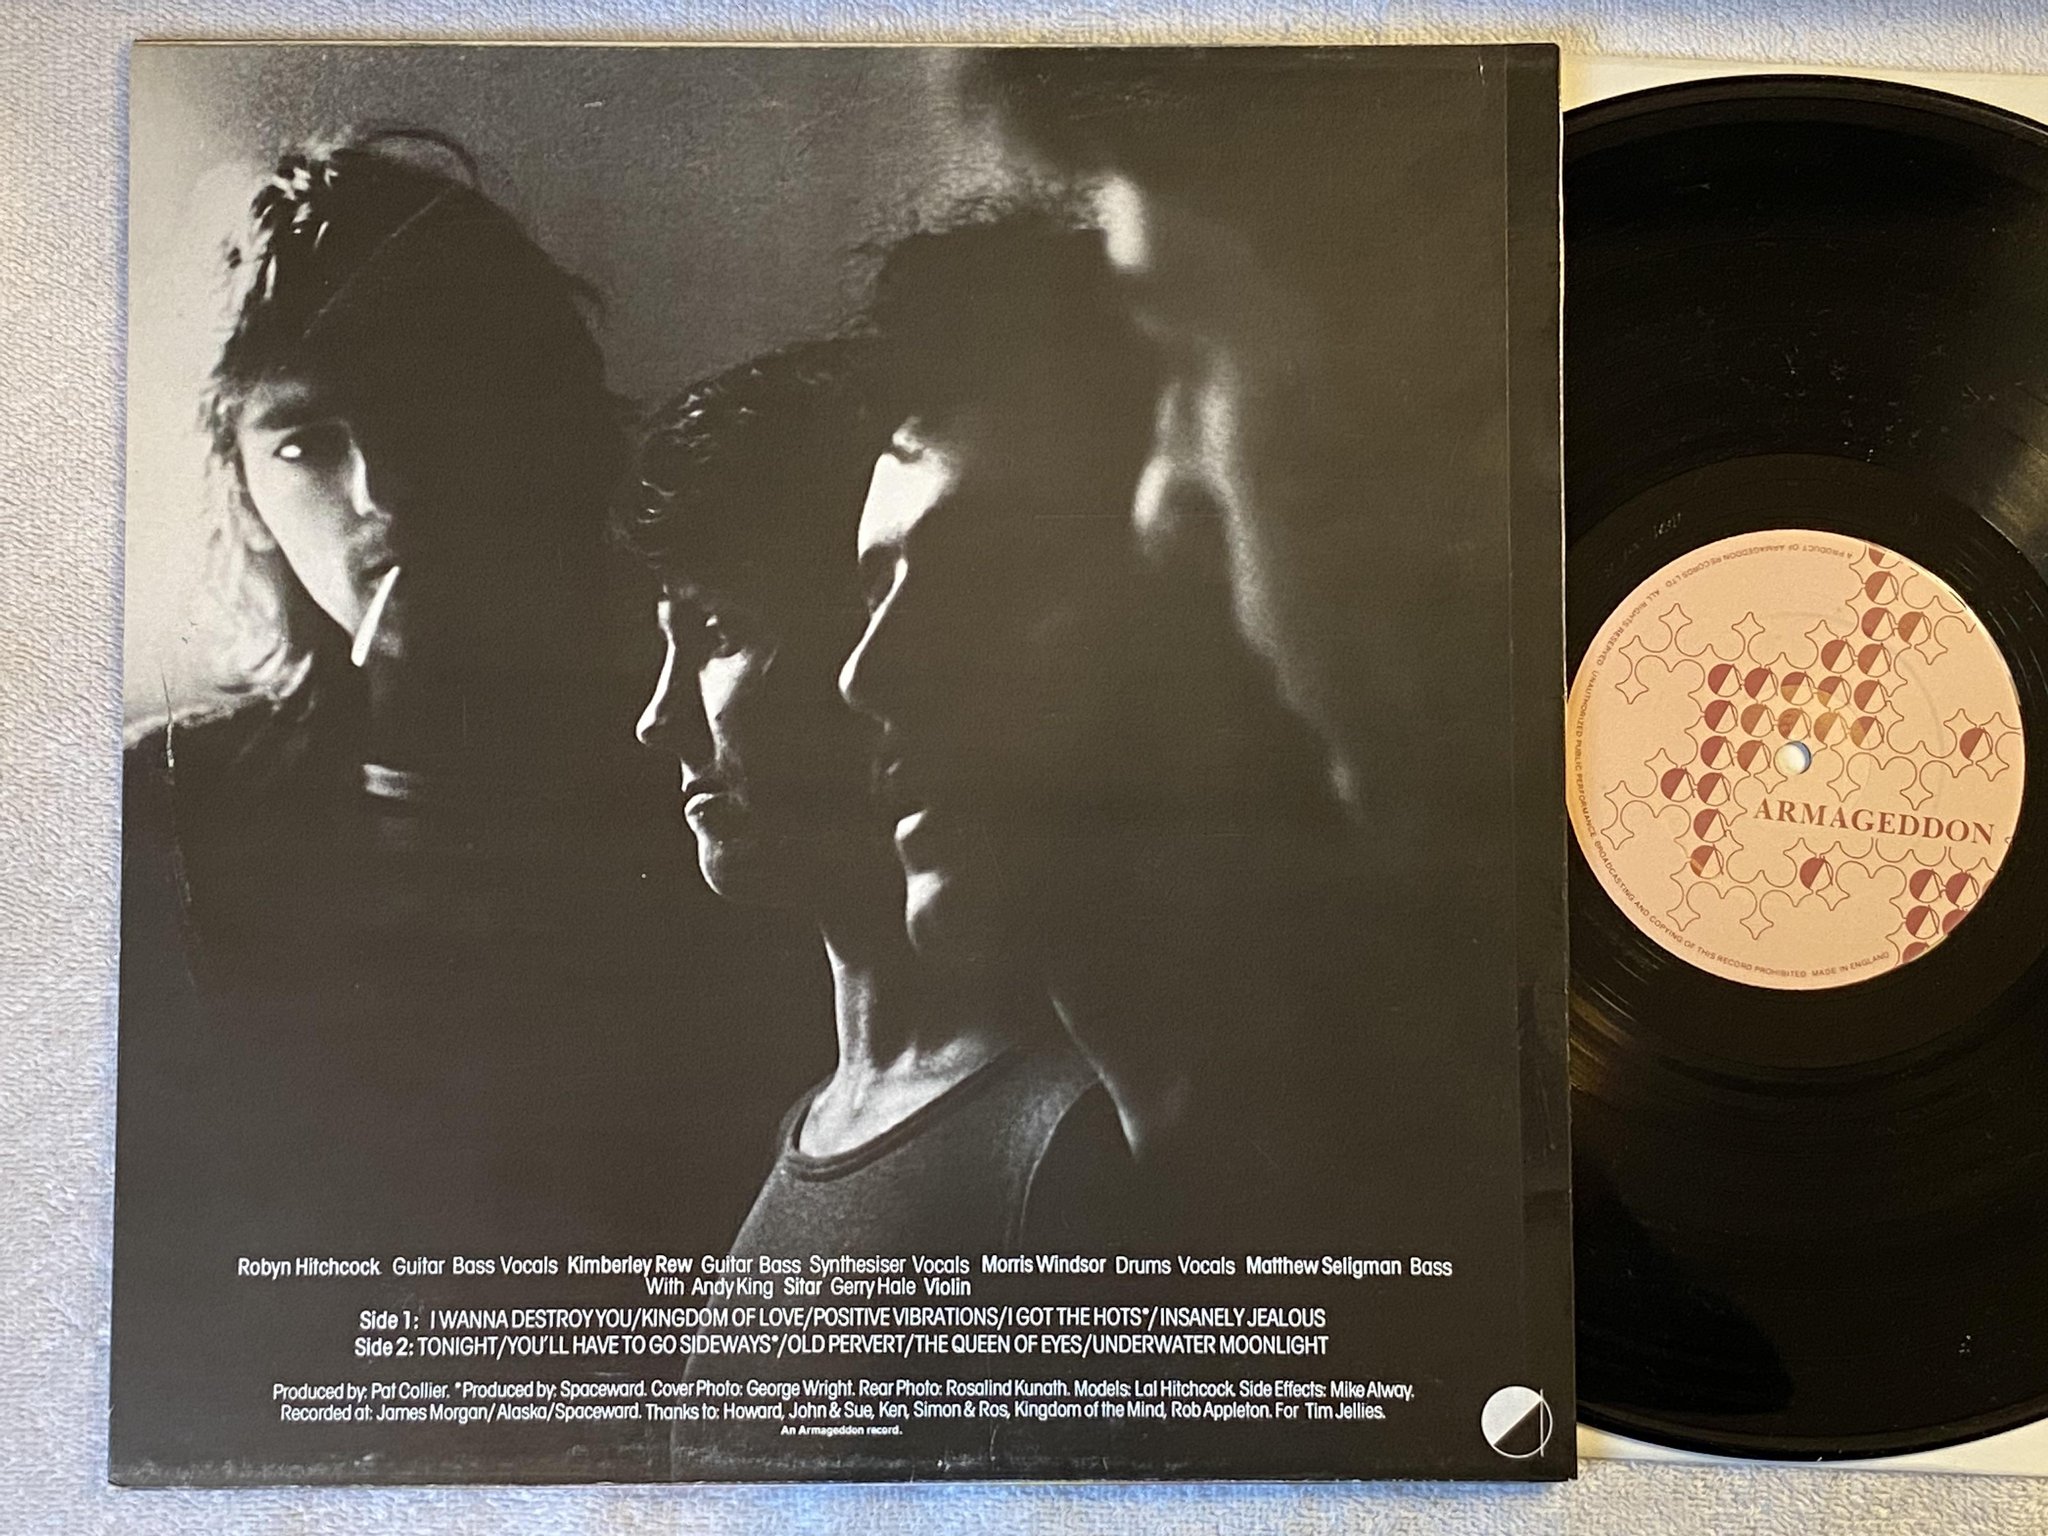 Robyn Hitchcock Guitar Bass Vocals Kimberley Rew Guitar Bass Synthesiser Vocals Morris Windsor Drums Vocals Matthew Seligman Bass
With Andy King Sitar Gerry Hale Violin
Side 1: I WANNA DESTROY YOU/KINGDOM OF LOVE/POSITIVE VIBRATIONS/I GOT THE HOTS*/INSANELY JEALOUS
Side 2: TONIGHT/YOU'LL HAVE TO GO SIDEWAYS*/OLD PERVERT/THE QUEEN OF EYES/UNDERWATER MOONLIGHT
Produced by: Pat Collier. *Produced by: Spaceward. Cover Photo: George Wright. Rear Photo: Rosalind Kunath. Models: Lal Hitchcock. Side Effects: Mike Alway.
Recorded at: James Morgan/Alaska/Spaceward. Thanks to: Howard, John & Sue, Ken, Simon & Ros, Kingdom of the Mind, Rob Appleton. For Tim Jellies.
An Armageddon record.
ARMAGEDDON
A PRODUCT OF ARMAGEDDON RECORDS LTD ALL RIGHTS RESERVED UNAUTHORIZED PUBLIC PERFORMANCE, BROADCASTING AND COPYING OF THIS RECORD PROHIBITED MADE IN ENGLAND